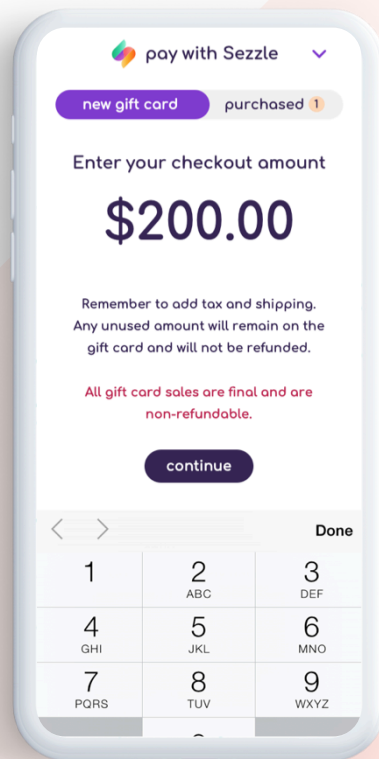 pay with Sezzle
new gift card purchased 1
Enter your checkout amount
$200.00
Remember to add tax and shipping.
Any unused amount will remain on the
gift card and will not be refunded.
All gift card sales are final and are
non-refundable.
continue
Done
1 2 3
ABC DEF
4 5 6
GHI JKL MNO
7 8 9
PQRS TUV WXYZ